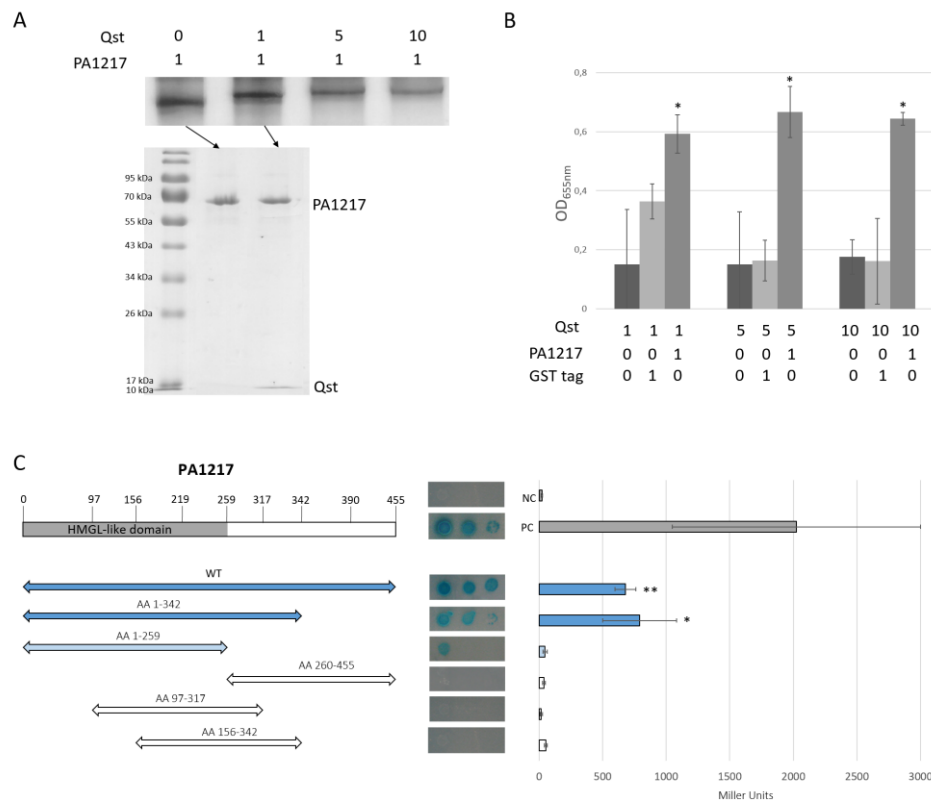 A
Qst 0 1 5 10
PA1217 1 1 1 1
95 kDa
70 kDa
PA1217
55 kDa
43 kDa
34 kDa
26 kDa
17 kDa
10 kDa
Qst
B
0,8
0,6
0,4
0,2
0
OD655nm
* * *
Qst 1 1 1 5 5 5 10 10 10
PA1217 0 0 1 0 0 1 0 0 1
GST tag 0 1 0 0 1 0 0 1 0
C
PA1217
0 97 156 219 259 317 342 390 455
HMGL-like domain
WT
AA 1-342
AA 1-259
AA 260-455
AA 97-317
AA 156-342
NC
PC
**
*
0 500 1000 1500 2000 2500 3000
Miller Units